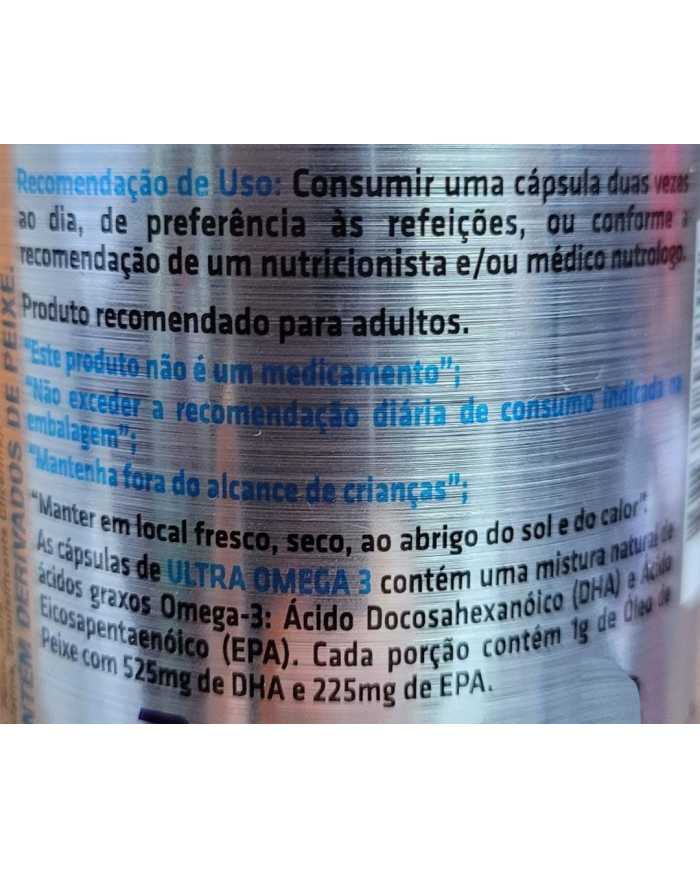 Recomendação de Uso: Consumir uma cápsula duas vezes
ao dia, de preferência às refeições, ou conforme a
recomendação de um nutricionista e/ou médico nutrologo.
Produto recomendado para adultos.
“Este produto não é um medicamento”;
“Não exceder a recomendação diária de consumo indicada na
embalagem”;
“Mantenha fora do alcance de crianças”;
“Manter em local fresco, seco, ao abrigo do sol e do calor”.
As cápsulas de ULTRA OMEGA 3 contém uma mistura natural de
ácidos graxos Omega-3: Ácido Docosahexanóico (DHA) e Ácido
Eicosapentaenóico (EPA). Cada porção contém 1g de Óleo de
Peixe com 525mg de DHA e 225mg de EPA.
DERIVADOS DE PEIXE.